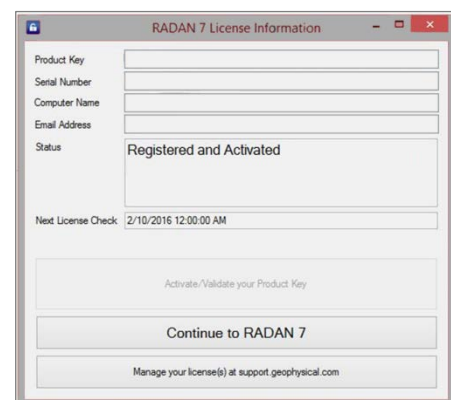 RADAN 7 License Information
Product Key
Serial Number
Computer Name
Email Address
Status
Registered and Activated
Next License Check 2/10/2016 12:00:00 AM
Activate/Validate your Product Key
Continue to RADAN 7
Manage your license(s) at support.geophysical.com